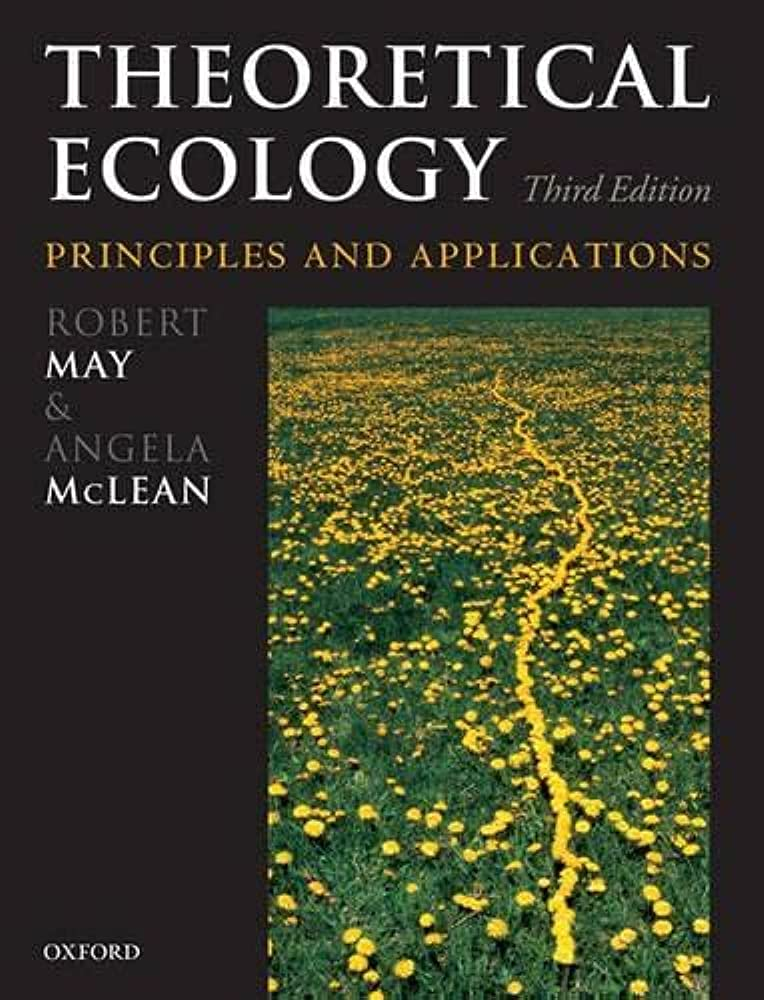 THEORETICAL
ECOLOGY Third Edition
PRINCIPLES AND APPLICATIONS
ROBERT
MAY
&
ANGELA
McLEAN
OXFORD